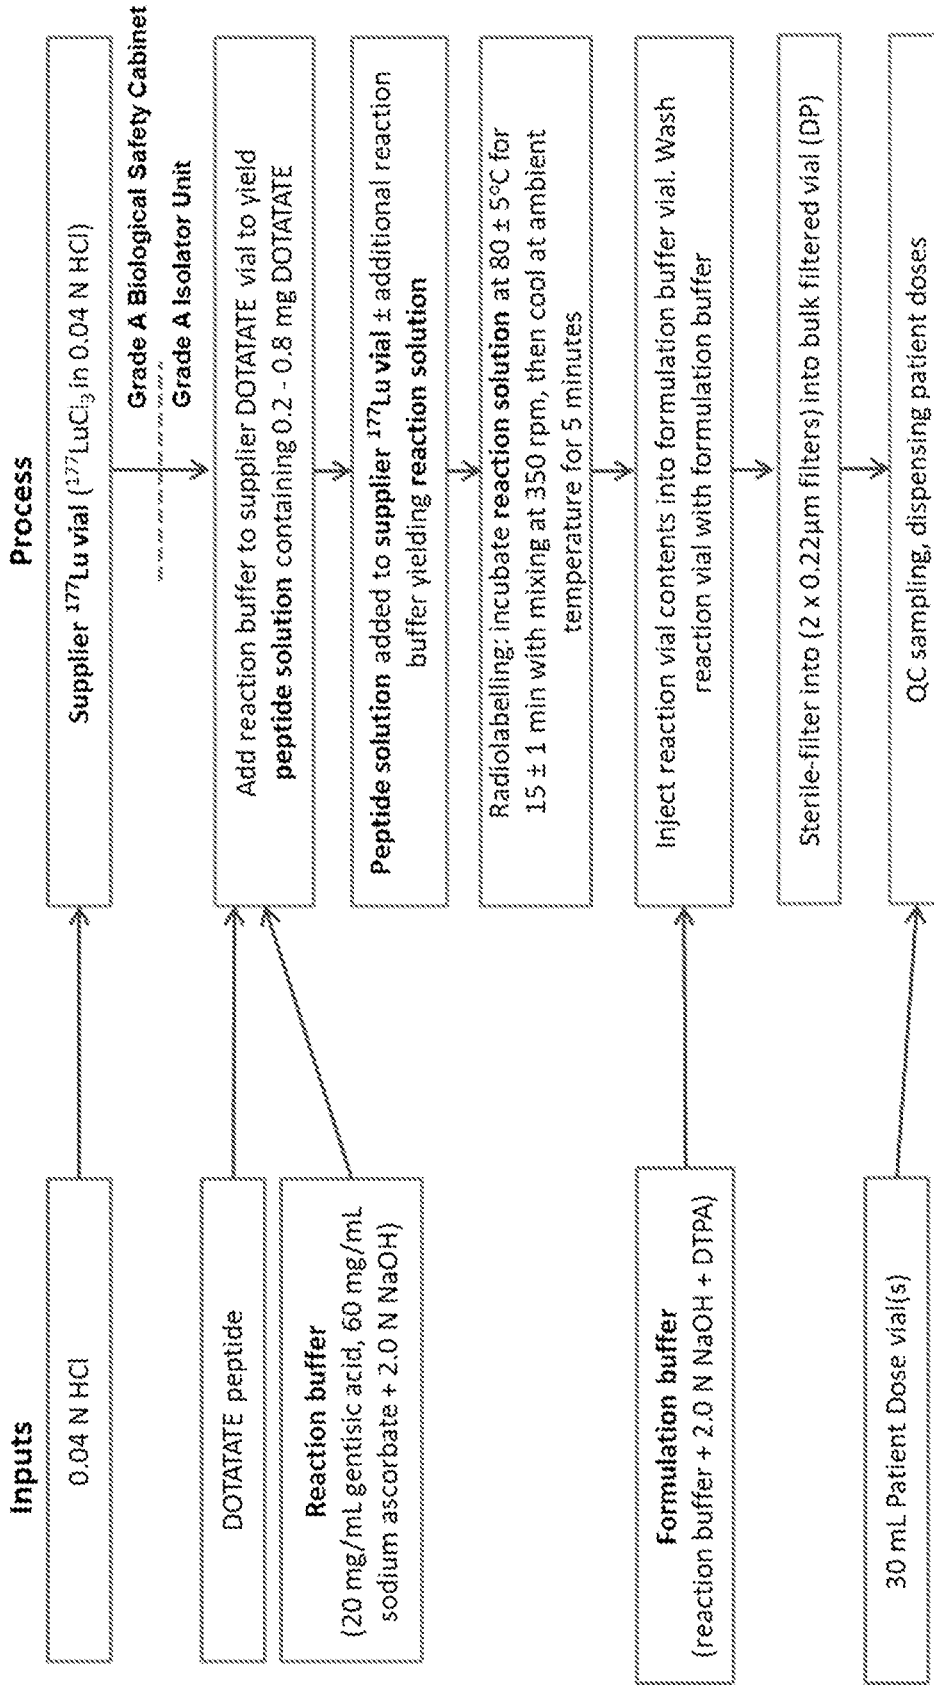 Inputs
Process
0.04 N HCl
Supplier ¹⁷⁷Lu vial (¹⁷⁷LuCl₃ in 0.04 N HCl)
Grade A Biological Safety Cabinet
Grade A Isolator Unit
DOTATATE peptide
Reaction buffer
(20 mg/mL gentisic acid, 60 mg/mL
sodium ascorbate + 2.0 N NaOH)
Add reaction buffer to supplier DOTATATE vial to yield
peptide solution containing 0.2 - 0.8 mg DOTATATE
Peptide solution added to supplier ¹⁷⁷Lu vial ± additional reaction
buffer yielding reaction solution
Radiolabelling: incubate reaction solution at 80 ± 5°C for
15 ± 1 min with mixing at 350 rpm, then cool at ambient
temperature for 5 minutes
Formulation buffer
(reaction buffer + 2.0 N NaOH + DTPA)
Inject reaction vial contents into formulation buffer vial. Wash
reaction vial with formulation buffer
Sterile-filter into (2 x 0.22µm filters) into bulk filtered vial (DP)
30 mL Patient Dose vial(s)
QC sampling, dispensing patient doses